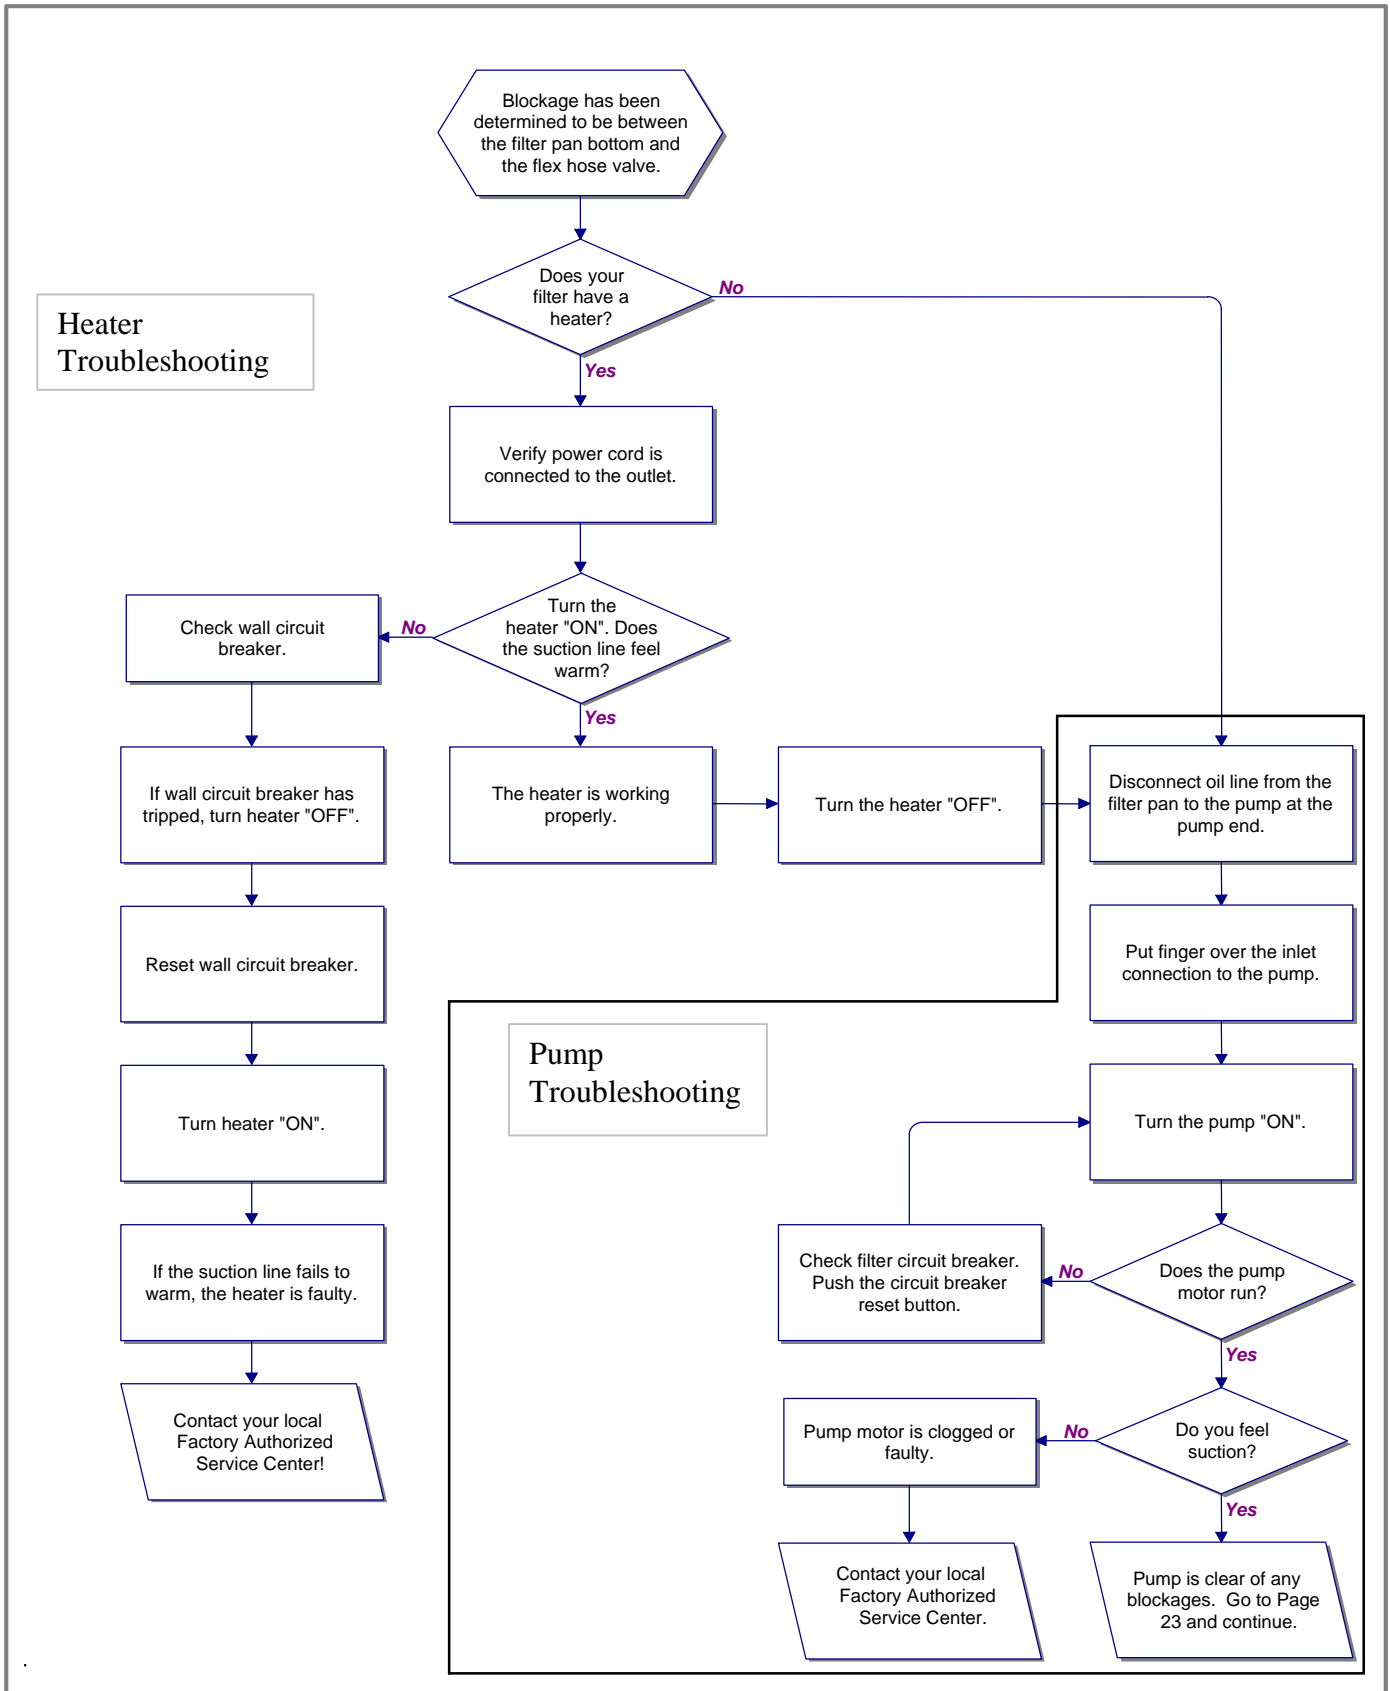 Blockage has been
determined to be between
the filter pan bottom and
the flex hose valve.
Does your
filter have a
heater?
No
Heater
Troubleshooting
Yes
Verify power cord is
connected to the outlet.
Turn the
heater "ON". Does
the suction line feel
warm?
No
Check wall circuit
breaker.
Yes
If wall circuit breaker has
tripped, turn heater "OFF".
The heater is working
properly.
Turn the heater "OFF".
Disconnect oil line from the
filter pan to the pump at the
pump end.
Reset wall circuit breaker.
Put finger over the inlet
connection to the pump.
Pump
Troubleshooting
Turn heater "ON".
Turn the pump "ON".
If the suction line fails to
warm, the heater is faulty.
Check filter circuit breaker.
Push the circuit breaker
reset button.
No
Does the pump
motor run?
Yes
Contact your local
Factory Authorized
Service Center!
Pump motor is clogged or
faulty.
No
Do you feel
suction?
Yes
Contact your local
Factory Authorized
Service Center.
Pump is clear of any
blockages.  Go to Page
23 and continue.
.